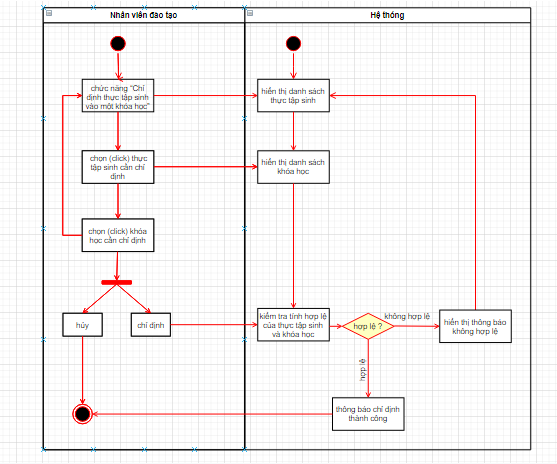 Nhân viên đào tạo
Hệ thống
chức năng "Chỉ
định thực tập sinh
vào một khóa học"
hiển thị danh sách
thực tập sinh
chọn (click) thực
tập sinh cần chỉ
định
hiển thị danh sách
khóa học
chọn (click) khóa
học cần chỉ định
hủy
chỉ định
kiểm tra tính hợp lệ
của thực tập sinh
và khóa học
hợp lệ ?
không hợp lệ
hiển thị thông báo
không hợp lệ
hợp lệ
thông báo chỉ định
thành công